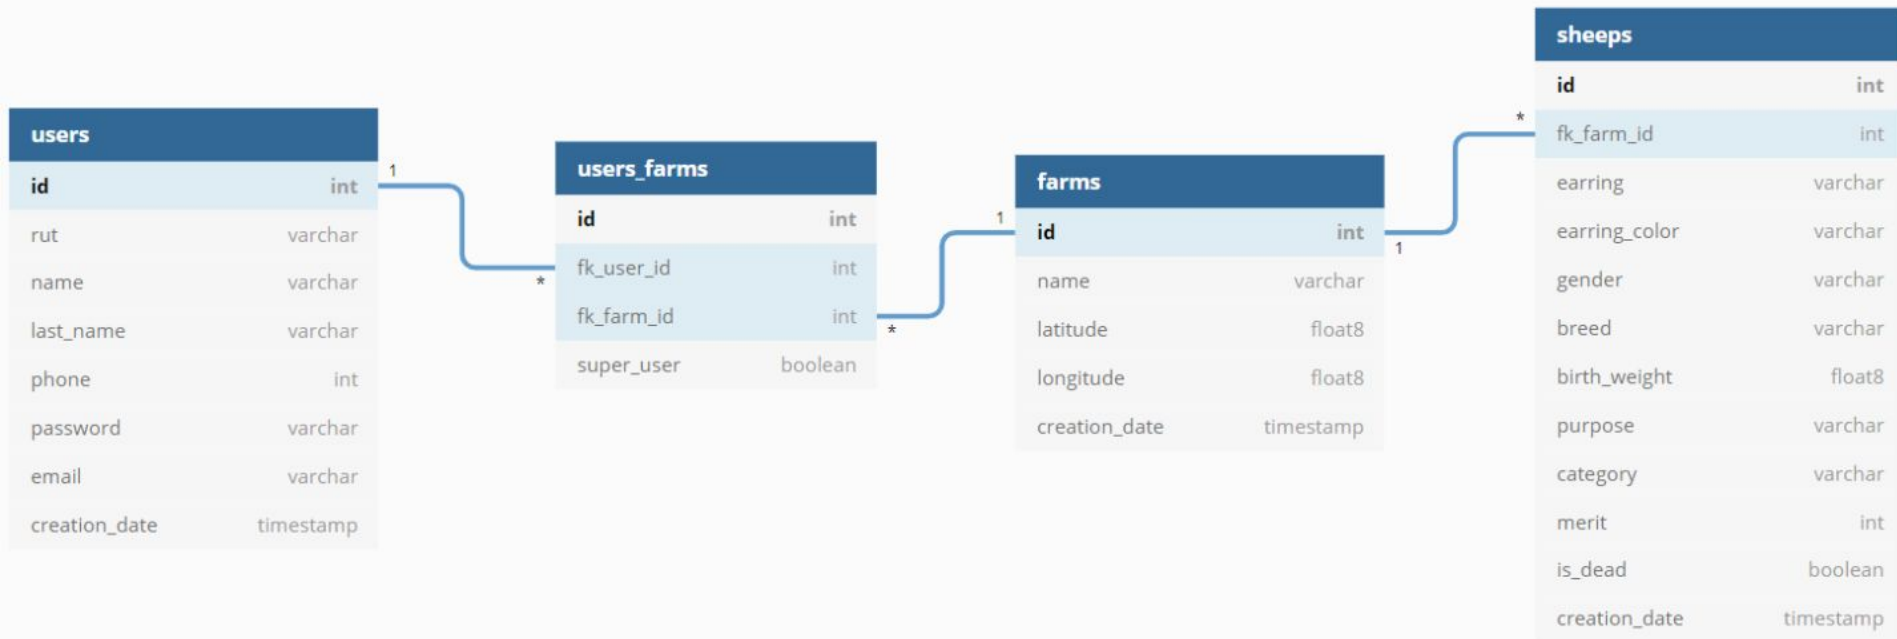 users
id int
rut varchar
name varchar
last_name varchar
phone int
password varchar
email varchar
creation_date timestamp
1
*
users_farms
id int
fk_user_id int
fk_farm_id int
super_user boolean
*
1
farms
id int
name varchar
latitude float8
longitude float8
creation_date timestamp
1
*
sheeps
id int
fk_farm_id int
earring varchar
earring_color varchar
gender varchar
breed varchar
birth_weight float8
purpose varchar
category varchar
merit int
is_dead boolean
creation_date timestamp